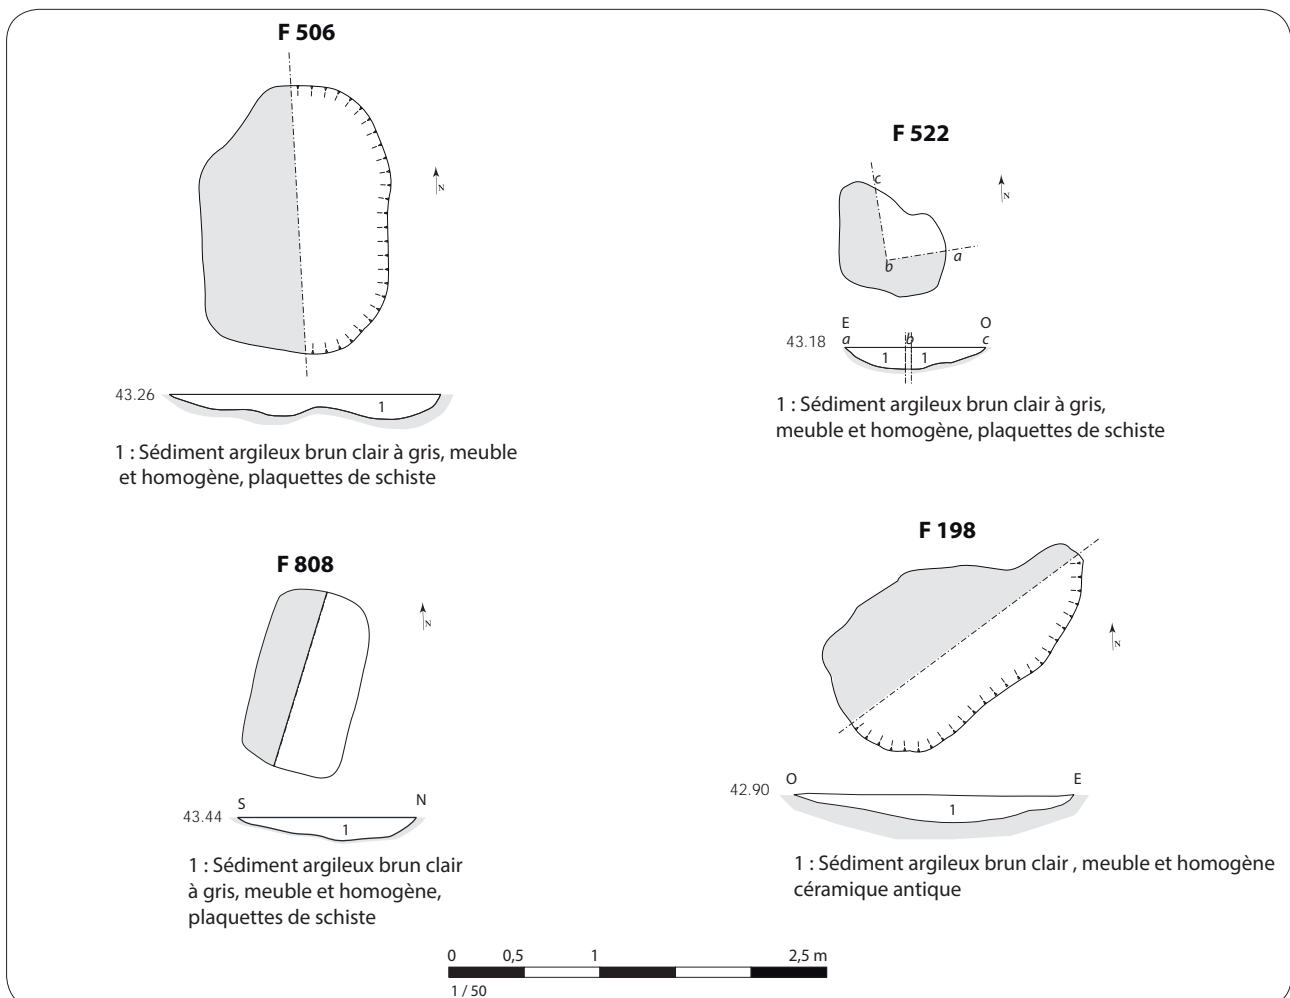 F 506
N
43.26
1
1 : Sédiment argileux brun clair à gris, meuble
et homogène, plaquettes de schiste
F 522
c
N
b
a
E
O
43.18
a
b
c
1
1
1 : Sédiment argileux brun clair à gris,
meuble et homogène, plaquettes de schiste
F 808
N
S
N
43.44
1
1 : Sédiment argileux brun clair
à gris, meuble et homogène,
plaquettes de schiste
F 198
N
O
E
42.90
1
1 : Sédiment argileux brun clair , meuble et homogène
céramique antique
0 0,5 1 2,5 m
1 / 50